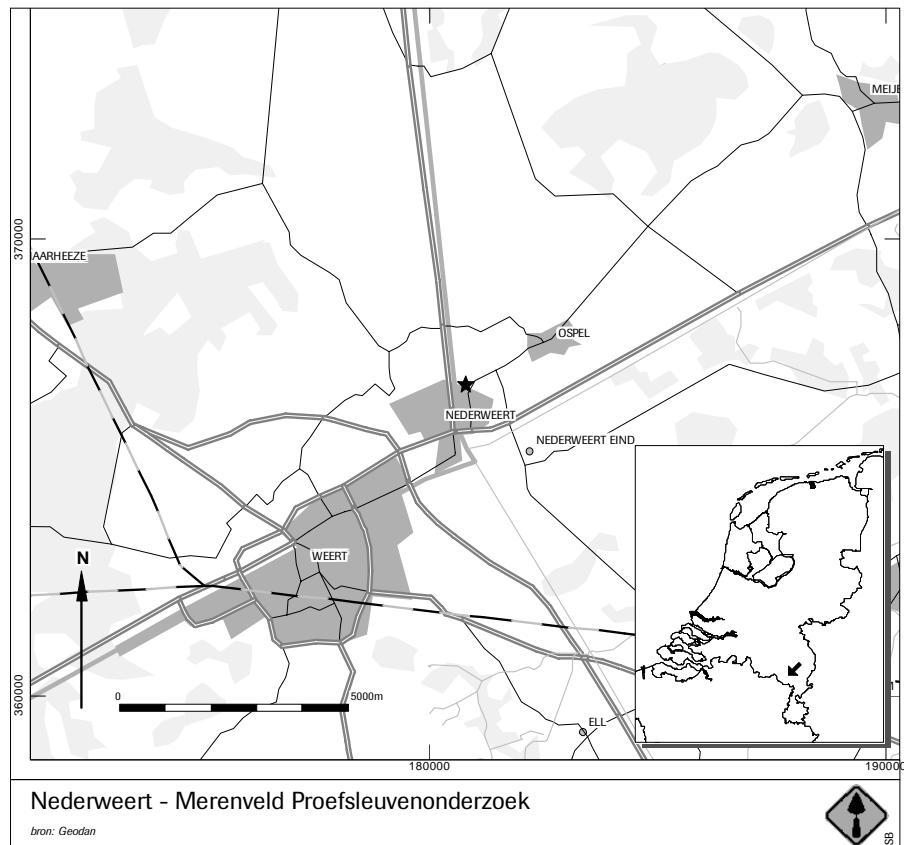 MEIJE
370000
AARHEEZE
OSPEL
NEDERWEERT
NEDERWEERT EIND
WEERT
N
0
5000m
360000
ELL
180000
190000
Nederweert - Merenveld Proefsleuvenonderzoek
bron: Geodan
SB